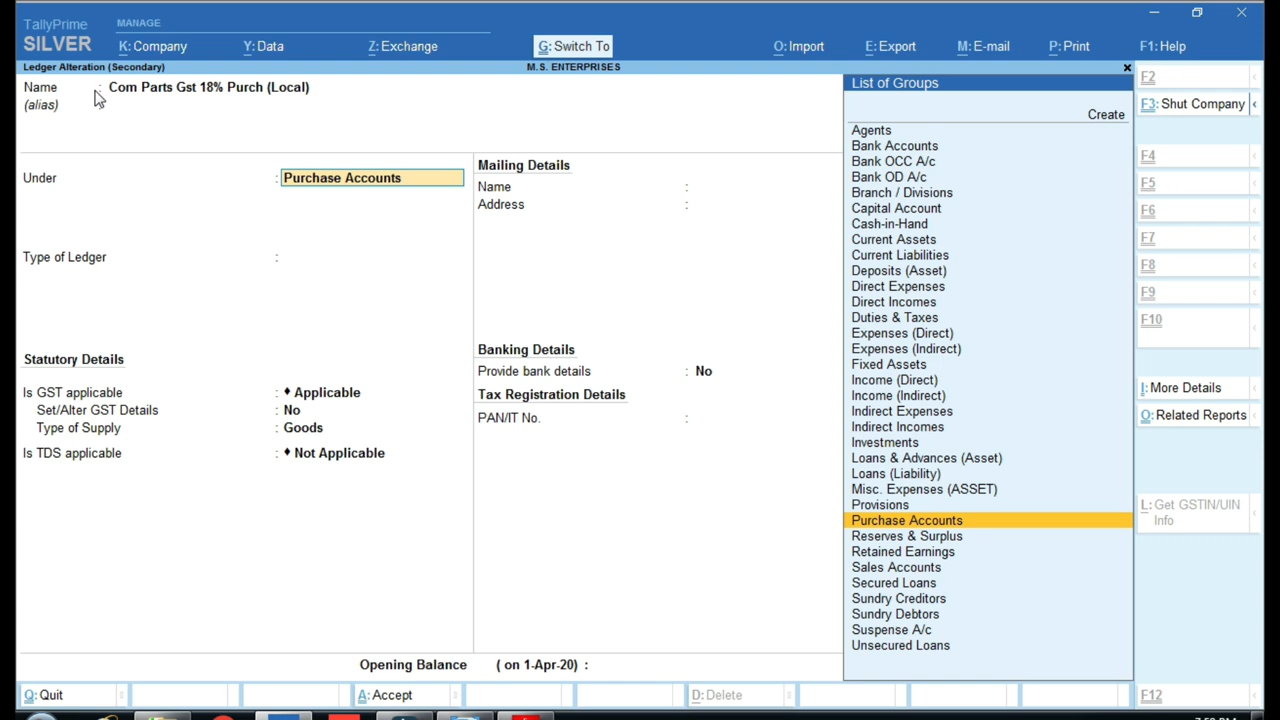 TallyPrime
SILVER
MANAGE
K: Company
Y: Data
Z: Exchange
G: Switch To
O: Import
E: Export
M: E-mail
P: Print
F1: Help
Ledger Alteration (Secondary)
M.S. ENTERPRISES
Name : Com Parts Gst 18% Purch (Local)
(alias)
Under : Purchase Accounts
Type of Ledger :
Statutory Details
Is GST applicable : ♦ Applicable
Set/Alter GST Details : No
Type of Supply : Goods
Is TDS applicable : ♦ Not Applicable
Mailing Details
Name :
Address :
Banking Details
Provide bank details : No
Tax Registration Details
PAN/IT No. :
Opening Balance ( on 1-Apr-20) :
List of Groups
Create
Agents
Bank Accounts
Bank OCC A/c
Bank OD A/c
Branch / Divisions
Capital Account
Cash-in-Hand
Current Assets
Current Liabilities
Deposits (Asset)
Direct Expenses
Direct Incomes
Duties & Taxes
Expenses (Direct)
Expenses (Indirect)
Fixed Assets
Income (Direct)
Income (Indirect)
Indirect Expenses
Indirect Incomes
Investments
Loans & Advances (Asset)
Loans (Liability)
Misc. Expenses (ASSET)
Provisions
Purchase Accounts
Reserves & Surplus
Retained Earnings
Sales Accounts
Secured Loans
Sundry Creditors
Sundry Debtors
Suspense A/c
Unsecured Loans
F2
F3: Shut Company
F4
F5
F6
F7
F8
F9
F10
I: More Details
O: Related Reports
L: Get GSTIN/UIN
Info
F12
Q: Quit
A: Accept
D: Delete